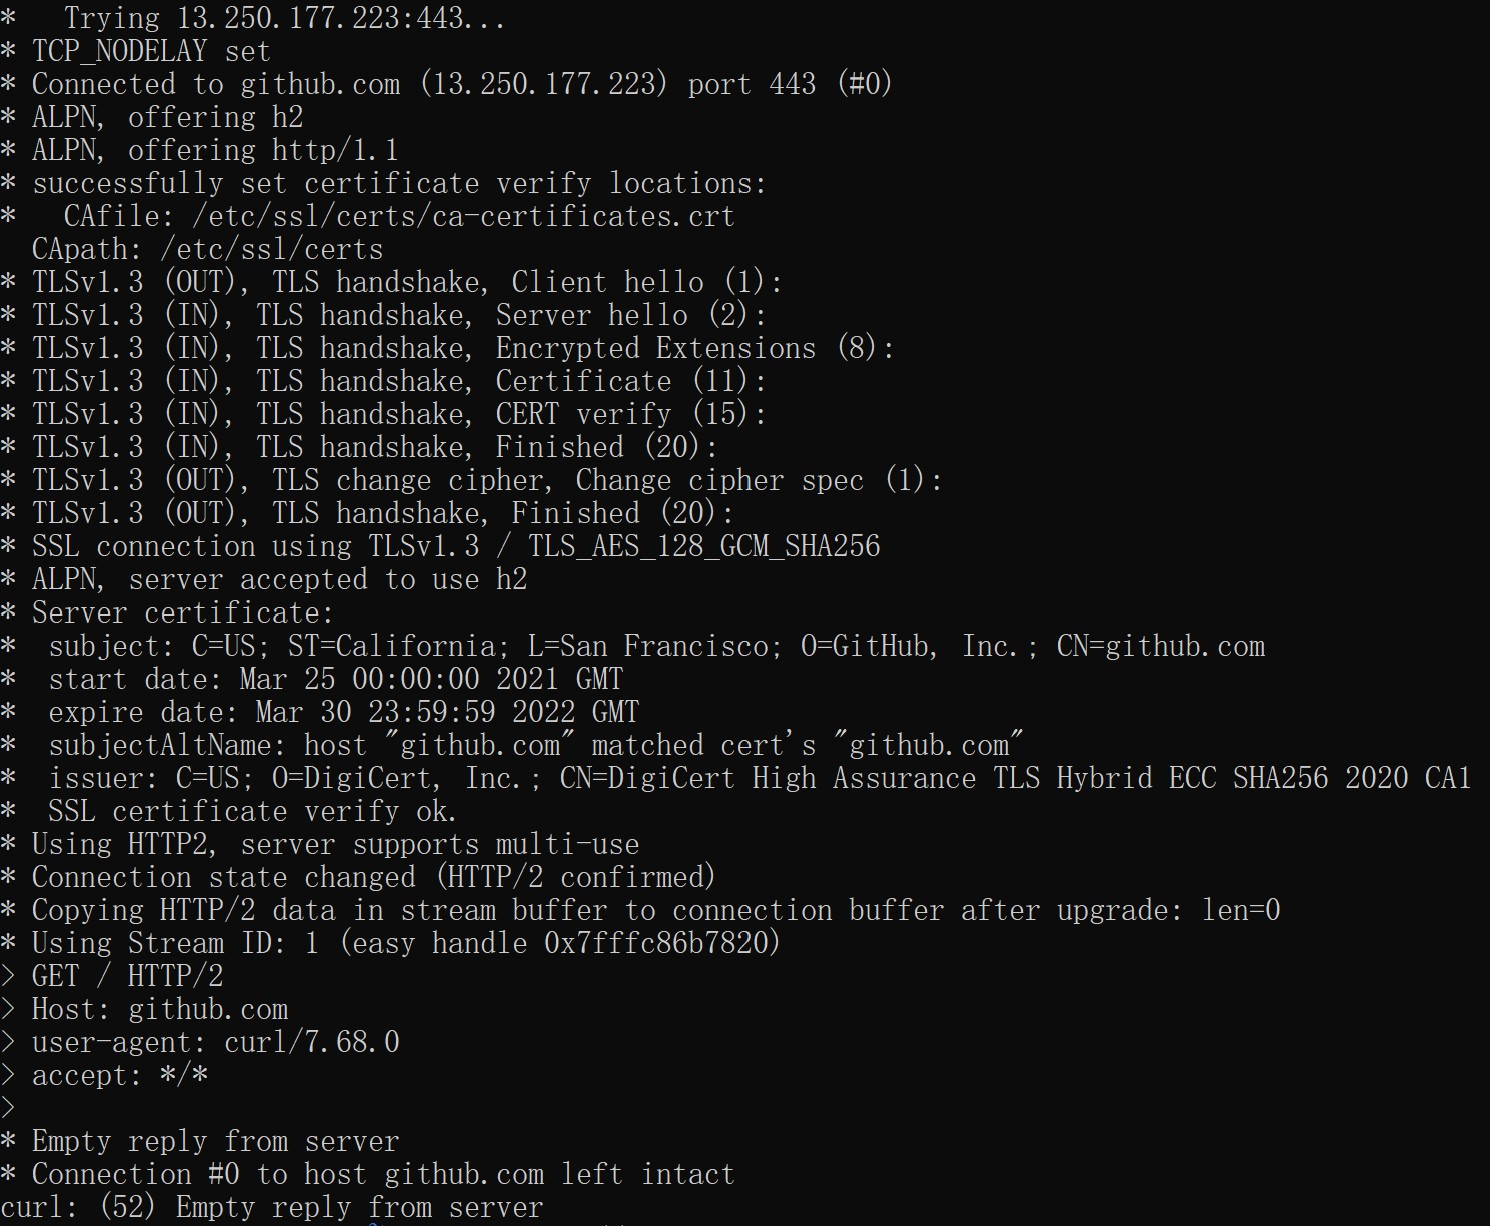 *   Trying 13.250.177.223:443...
* TCP_NODELAY set
* Connected to github.com (13.250.177.223) port 443 (#0)
* ALPN, offering h2
* ALPN, offering http/1.1
* successfully set certificate verify locations:
*   CAfile: /etc/ssl/certs/ca-certificates.crt
  CApath: /etc/ssl/certs
* TLSv1.3 (OUT), TLS handshake, Client hello (1):
* TLSv1.3 (IN), TLS handshake, Server hello (2):
* TLSv1.3 (IN), TLS handshake, Encrypted Extensions (8):
* TLSv1.3 (IN), TLS handshake, Certificate (11):
* TLSv1.3 (IN), TLS handshake, CERT verify (15):
* TLSv1.3 (IN), TLS handshake, Finished (20):
* TLSv1.3 (OUT), TLS change cipher, Change cipher spec (1):
* TLSv1.3 (OUT), TLS handshake, Finished (20):
* SSL connection using TLSv1.3 / TLS_AES_128_GCM_SHA256
* ALPN, server accepted to use h2
* Server certificate:
*  subject: C=US; ST=California; L=San Francisco; O=GitHub, Inc.; CN=github.com
*  start date: Mar 25 00:00:00 2021 GMT
*  expire date: Mar 30 23:59:59 2022 GMT
*  subjectAltName: host "github.com" matched cert's "github.com"
*  issuer: C=US; O=DigiCert, Inc.; CN=DigiCert High Assurance TLS Hybrid ECC SHA256 2020 CA1
*  SSL certificate verify ok.
* Using HTTP2, server supports multi-use
* Connection state changed (HTTP/2 confirmed)
* Copying HTTP/2 data in stream buffer to connection buffer after upgrade: len=0
* Using Stream ID: 1 (easy handle 0x7fffc86b7820)
> GET / HTTP/2
> Host: github.com
> user-agent: curl/7.68.0
> accept: */*
>
* Empty reply from server
* Connection #0 to host github.com left intact
curl: (52) Empty reply from server